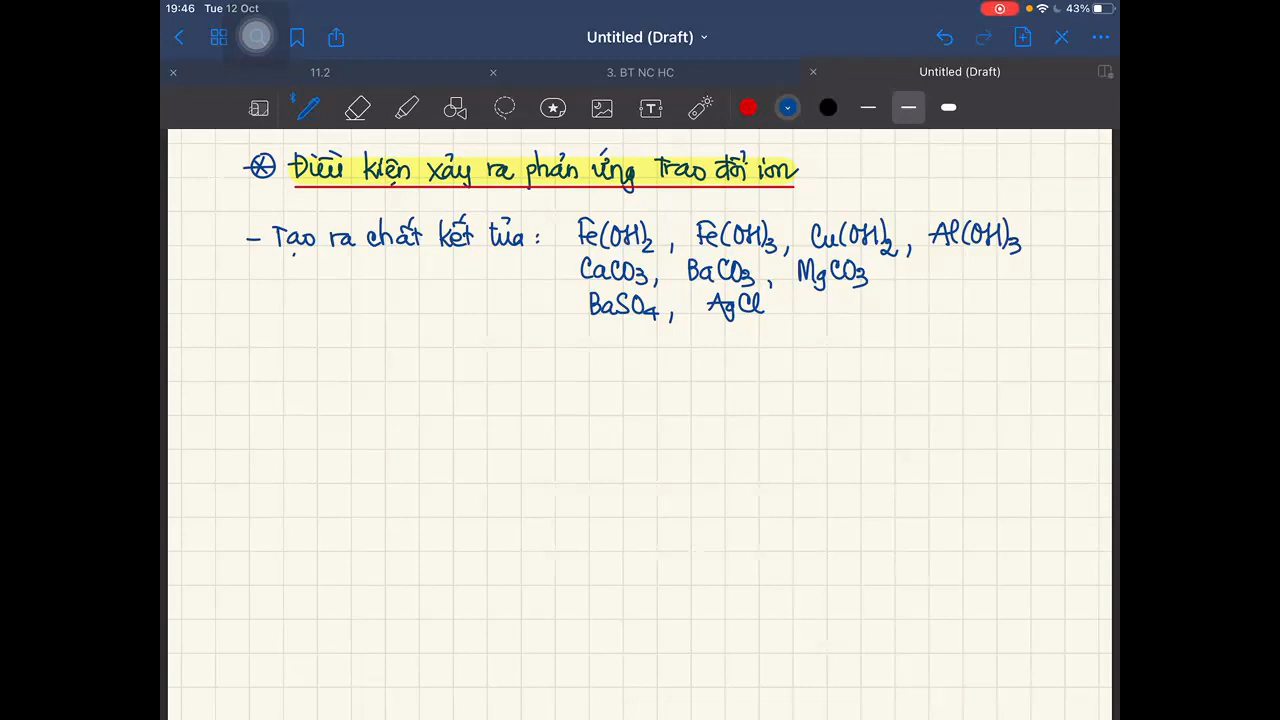 19:46 Tue 12 Oct 43%
Untitled (Draft)
11.2 3. BT NC HC Untitled (Draft)
Điều kiện xảy ra phản ứng trao đổi ion
- Tạo ra chất kết tủa : Fe(OH)2 , Fe(OH)3 , Cu(OH)2 , Al(OH)3
CaCO3 , BaCO3 , MgCO3
BaSO4 , AgCl